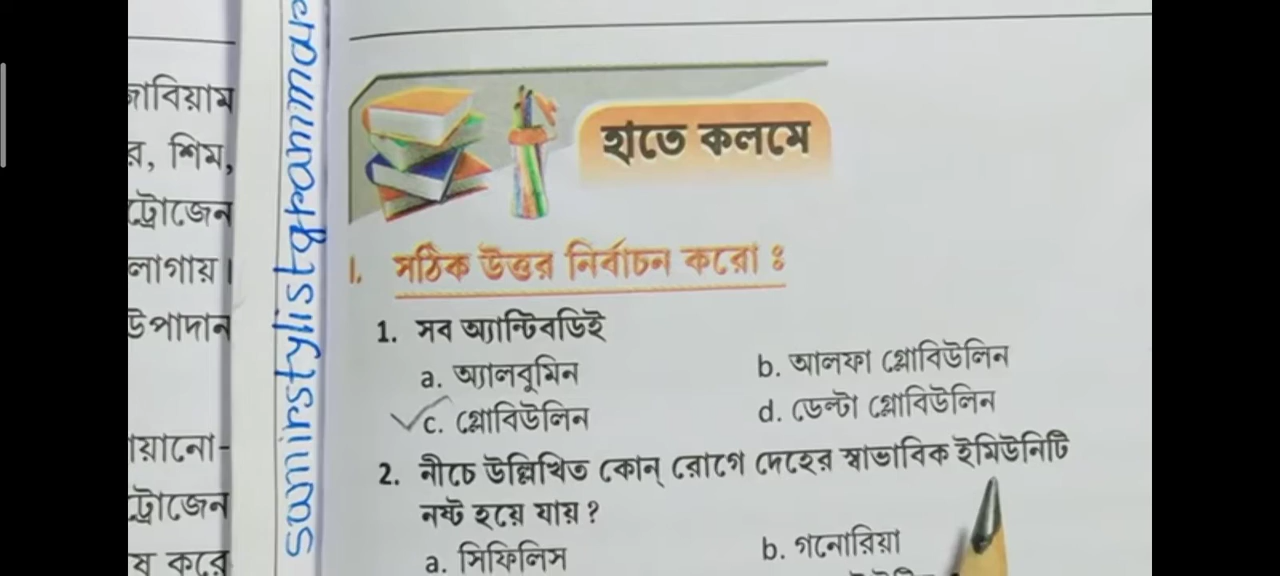 জাবিয়াম
র, শিম,
ট্রোজেন
লাগায়।
উপাদান
য়ানো-
ট্রোজেন
ষ করে
হাতে কলমে
I. সঠিক উত্তর নির্বাচন করো ঃ
1. সব অ্যান্টিবডিই
a. অ্যালবুমিন b. আলফা গ্লোবিউলিন
c. গ্লোবিউলিন d. ডেল্টা গ্লোবিউলিন
2. নীচে উল্লিখিত কোন্ রোগে দেহের স্বাভাবিক ইমিউনিটি
নষ্ট হয়ে যায় ?
a. সিফিলিস b. গনোরিয়া